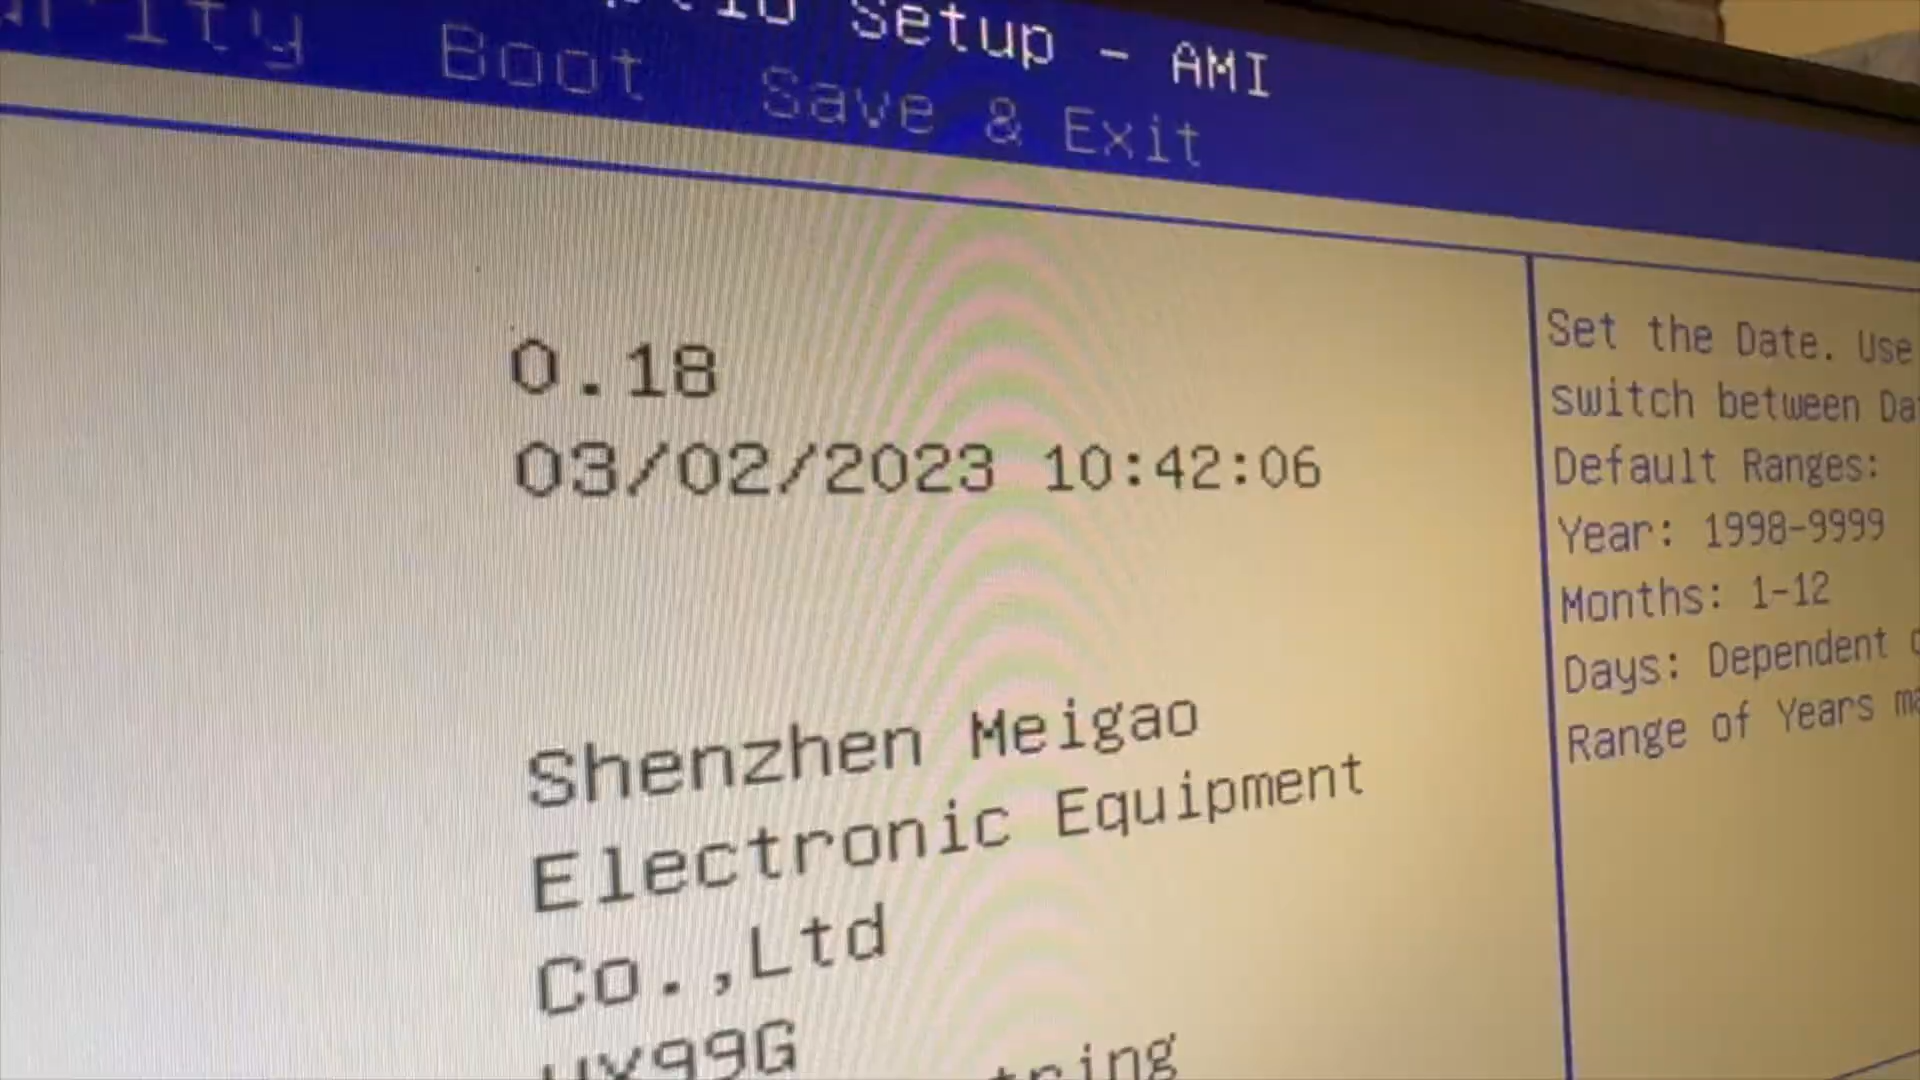 Setup - AMI
Boot Save & Exit
0.18
03/02/2023 10:42:06
Shenzhen Meigao
Electronic Equipment
Co.,Ltd
Set the Date. Use
switch between
Default Ranges:
Year: 1998-9999
Months: 1-12
Days: Dependent
Range of Years